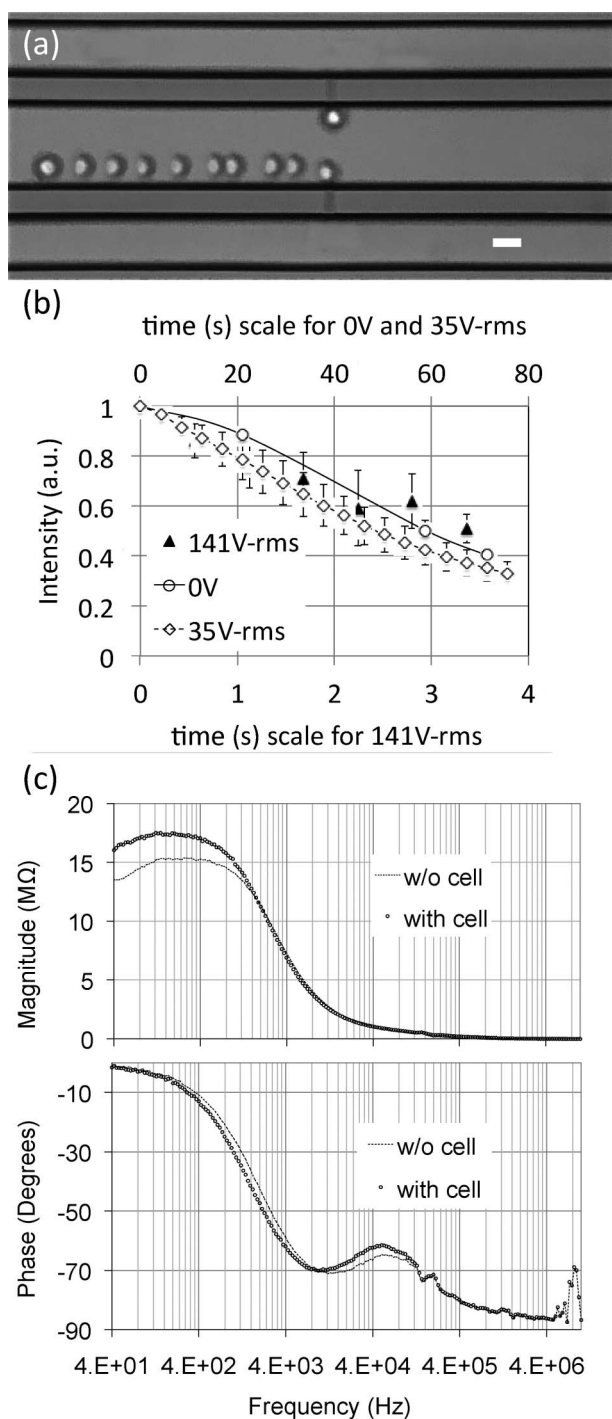 (a)
(b)
time (s) scale for 0V and 35V-rms
0 20 40 60 80
1
0.8
0.6
0.4
0.2
0
Intensity (a.u.)
141V-rms
0V
35V-rms
0 1 2 3 4
time (s) scale for 141V-rms
(c)
20
15
10
5
0
Magnitude (MΩ)
w/o cell
with cell
-10
-30
-50
-70
-90
Phase (Degrees)
w/o cell
with cell
4.E+01 4.E+02 4.E+03 4.E+04 4.E+05 4.E+06
Frequency (Hz)